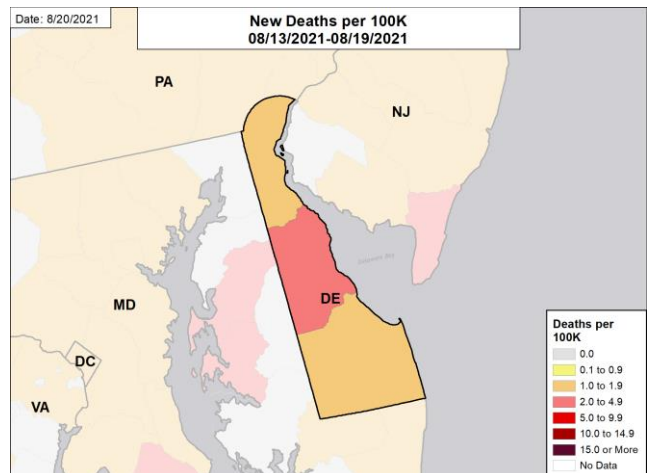 Date: 8/20/2021
New Deaths per 100K
08/13/2021-08/19/2021
PA
NJ
MD
DE
DC
VA
Deaths per
100K
0.0
0.1 to 0.9
1.0 to 1.9
2.0 to 4.9
5.0 to 9.9
10.0 to 14.9
15.0 or More
No Data